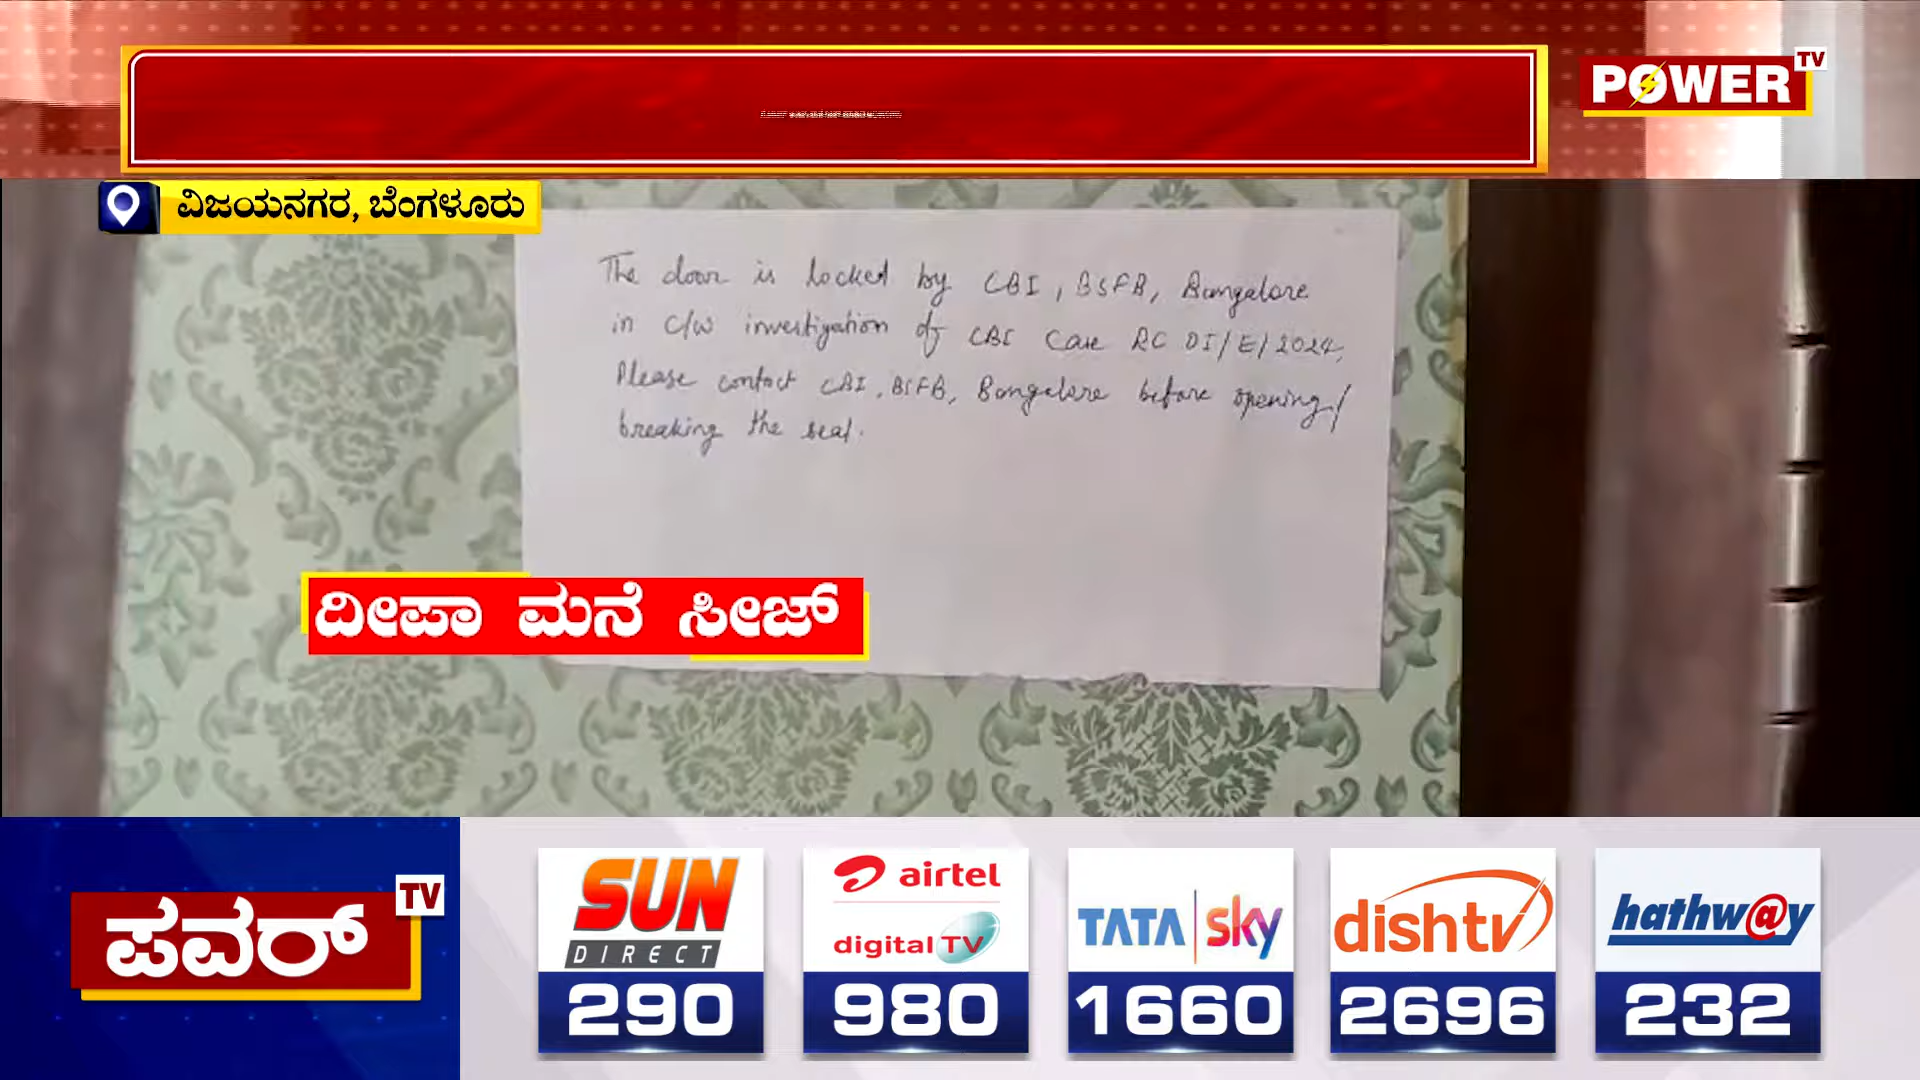 POWER TV
ವಿಜಯನಗರ, ಬೆಂಗಳೂರು
The door is locked by CBI, BSFB, Bangalore
in C/W investigation of CBI Case RC 01/E/2024,
Please contact CBI, BSFB, Bangalore before opening/
breaking the seal.
ದೀಪಾ ಮನೆ ಸೀಜ್
ಪವರ್ TV
SUN DIRECT 290
airtel digital TV 980
TATA sky 1660
dishtv 2696
hathw@y 232